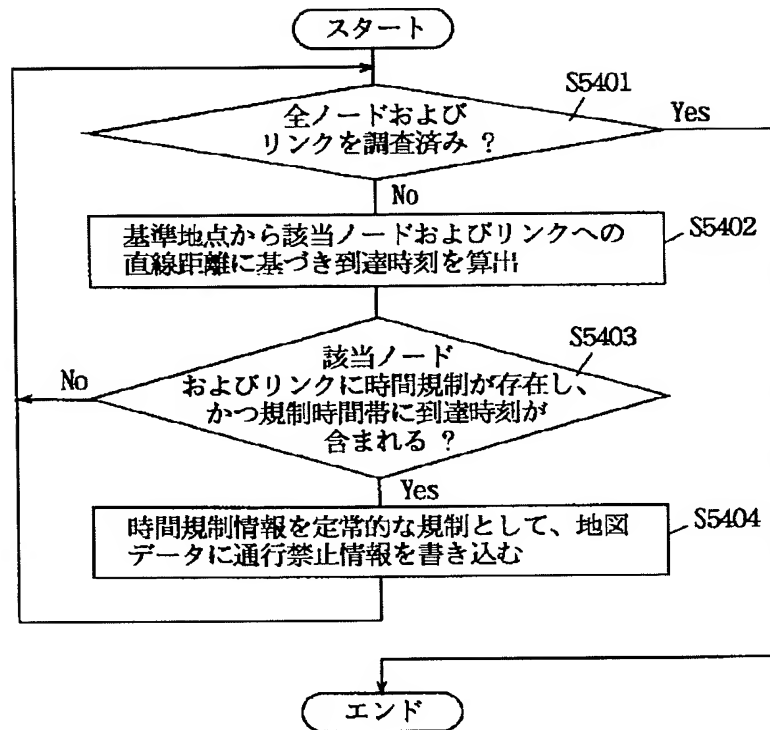 スタート
S5401
全ノードおよび
リンクを調査済み ?
Yes
No
基準地点から該当ノードおよびリンクへの
直線距離に基づき到達時刻を算出
S5402
S5403
該当ノード
およびリンクに時間規制が存在し、
かつ規制時間帯に到達時刻が
含まれる ?
No
Yes
時間規制情報を定常的な規制として、地図
データに通行禁止情報を書き込む
S5404
エンド